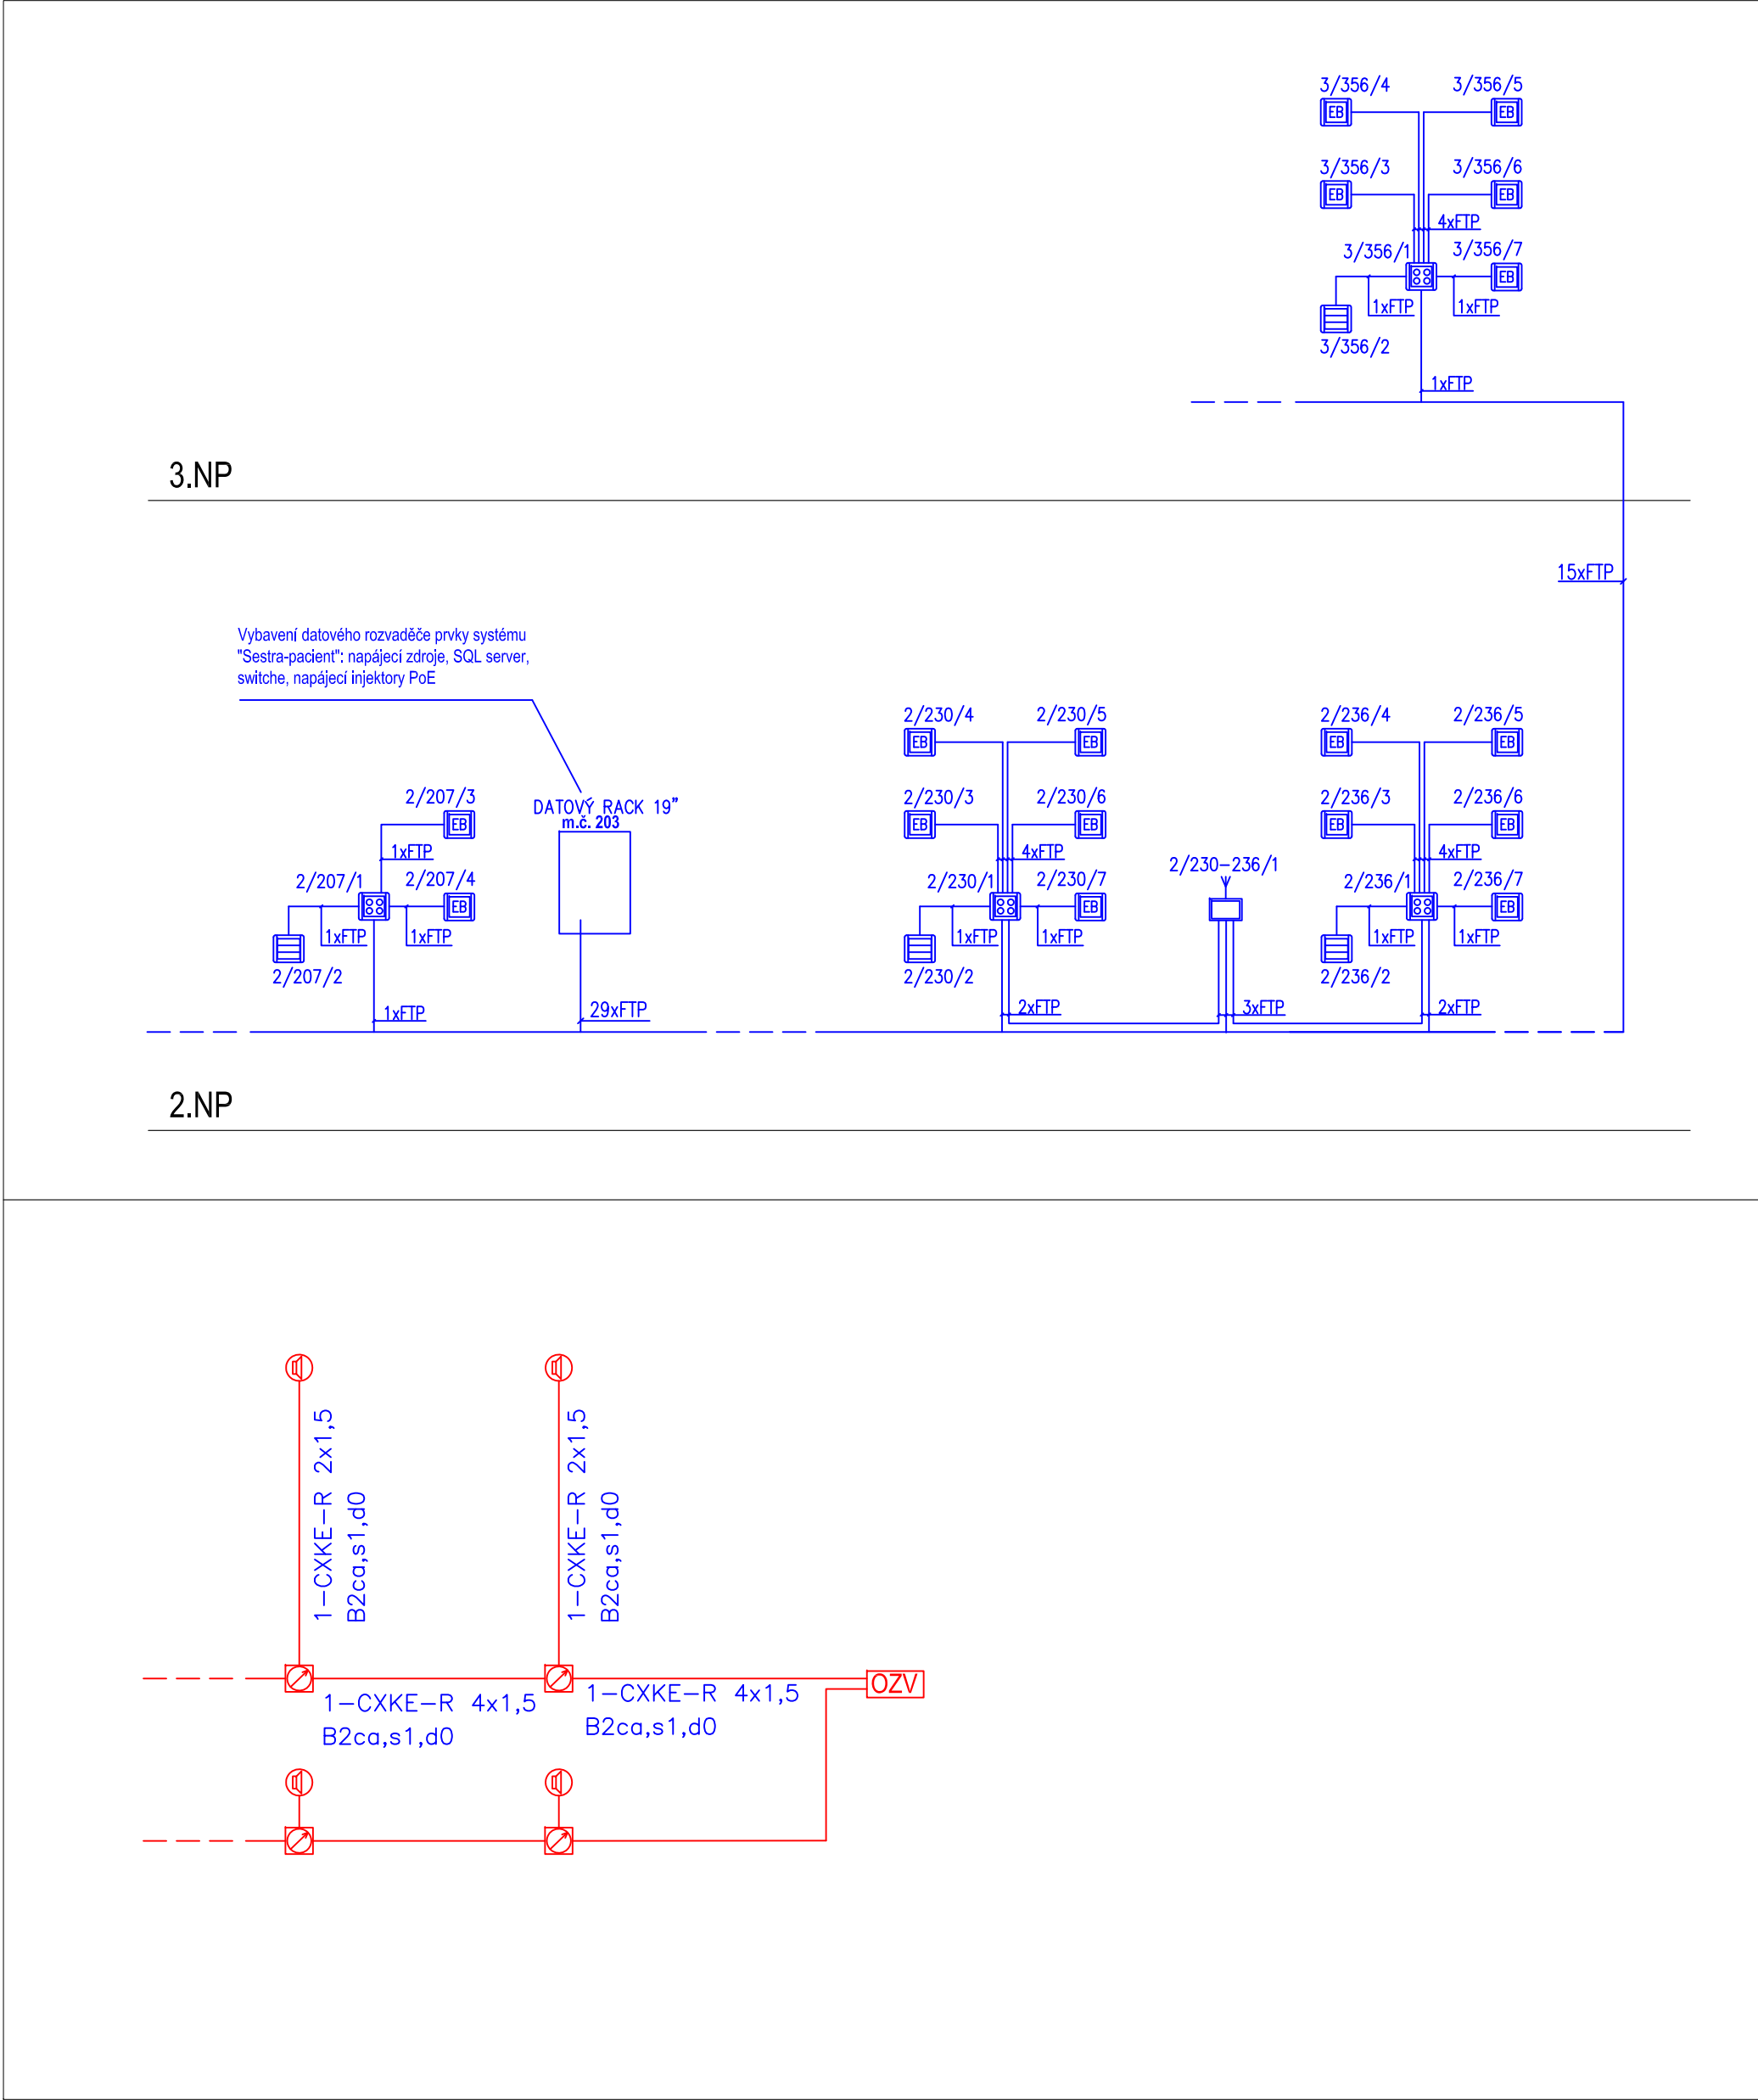 3/356/4
3/356/5
EB
EB
3/356/3
3/356/6
EB
EB
4xFTP
3/356/1
3/356/7
EB
1xFTP
1xFTP
3/356/2
1xFTP
3.NP
15xFTP
Vybavení datového rozvaděče prvky systému
"Sestra-pacient": napájecí zdroje, SQL server,
switche, napájecí injektory PoE
2/230/4
2/230/5
2/236/4
2/236/5
EB
EB
EB
EB
2/207/3
DATOVÝ RACK 19"
m.č. 203
2/230/3
2/230/6
2/236/3
2/236/6
EB
EB
EB
EB
EB
1xFTP
4xFTP
4xFTP
2/230-236/1
2/207/1
2/207/4
2/230/1
2/230/7
2/236/1
2/236/7
EB
EB
EB
1xFTP
1xFTP
1xFTP
1xFTP
1xFTP
1xFTP
2/207/2
2/230/2
2/236/2
1xFTP
29xFTP
2xFTP
3xFTP
2xFTP
2.NP
1-CXKE-R 2x1,5
B2ca,s1,d0
1-CXKE-R 2x1,5
B2ca,s1,d0
OZV
1-CXKE-R 4x1,5
B2ca,s1,d0
1-CXKE-R 4x1,5
B2ca,s1,d0